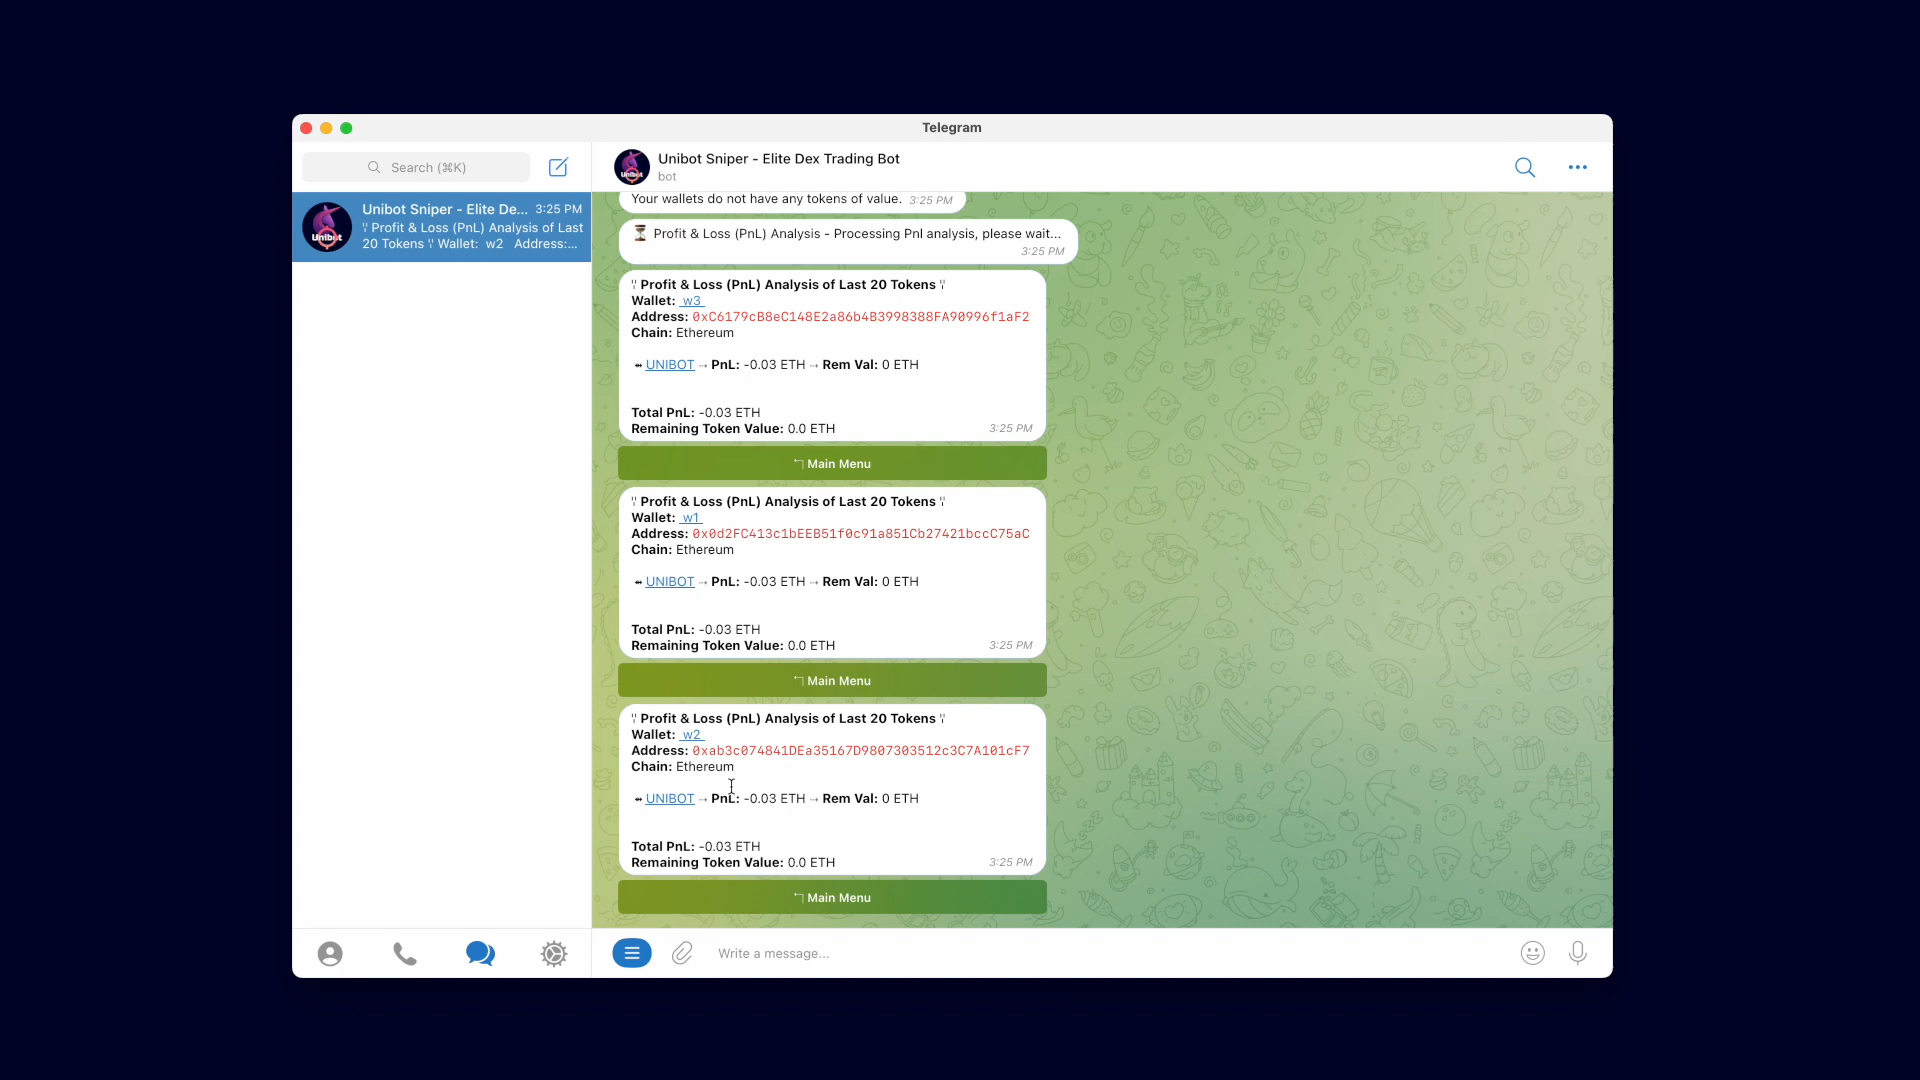 Telegram
Search (⌘K)
Unibot Sniper - Elite De... 3:25 PM
Profit & Loss (PnL) Analysis of Last
20 Tokens Wallet: w2 Address:...
Unibot
Unibot Sniper - Elite Dex Trading Bot
bot
Unibot
Your wallets do not have any tokens of value. 3:25 PM
⏳ Profit & Loss (PnL) Analysis - Processing Pnl analysis, please wait...
3:25 PM
Profit & Loss (PnL) Analysis of Last 20 Tokens
Wallet: w3
Address: 0xC6179cB8eC148E2a86b4B3998388FA90996f1aF2
Chain: Ethereum
UNIBOT → PnL: -0.03 ETH → Rem Val: 0 ETH
Total PnL: -0.03 ETH
Remaining Token Value: 0.0 ETH 3:25 PM
Main Menu
Profit & Loss (PnL) Analysis of Last 20 Tokens
Wallet: w1
Address: 0x0d2FC413c1bEEB51f0c91a851Cb27421bccC75aC
Chain: Ethereum
UNIBOT → PnL: -0.03 ETH → Rem Val: 0 ETH
Total PnL: -0.03 ETH
Remaining Token Value: 0.0 ETH 3:25 PM
Main Menu
Profit & Loss (PnL) Analysis of Last 20 Tokens
Wallet: w2
Address: 0xab3c074841DEa35167D9807303512c3C7A101cF7
Chain: Ethereum
UNIBOT → PnL: -0.03 ETH → Rem Val: 0 ETH
Total PnL: -0.03 ETH
Remaining Token Value: 0.0 ETH 3:25 PM
Main Menu
Write a message...